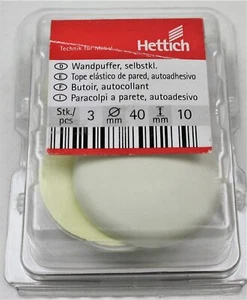 Hettich
Technik für Möbel
D Wandpuffer, selbstkl.
E Tope elástico de pared, autoadhesivo
F Butoir, autocollant
I Paracolpi a parete, autoadesivo
Stk./pcs 3 Ø mm 40 mm 10